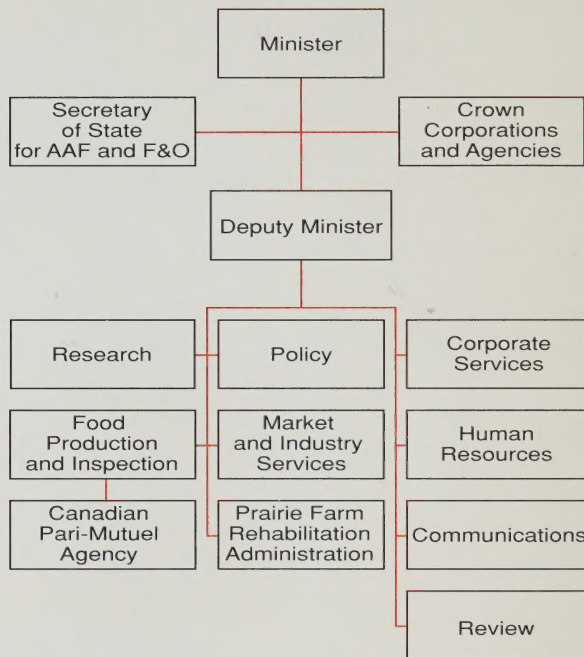 Minister
Secretary
of State
for AAF and F&O
Crown
Corporations
and Agencies
Deputy Minister
Research
Policy
Corporate
Services
Food
Production
and Inspection
Market
and Industry
Services
Human
Resources
Canadian
Pari-Mutuel
Agency
Prairie Farm
Rehabilitation
Administration
Communications
Review